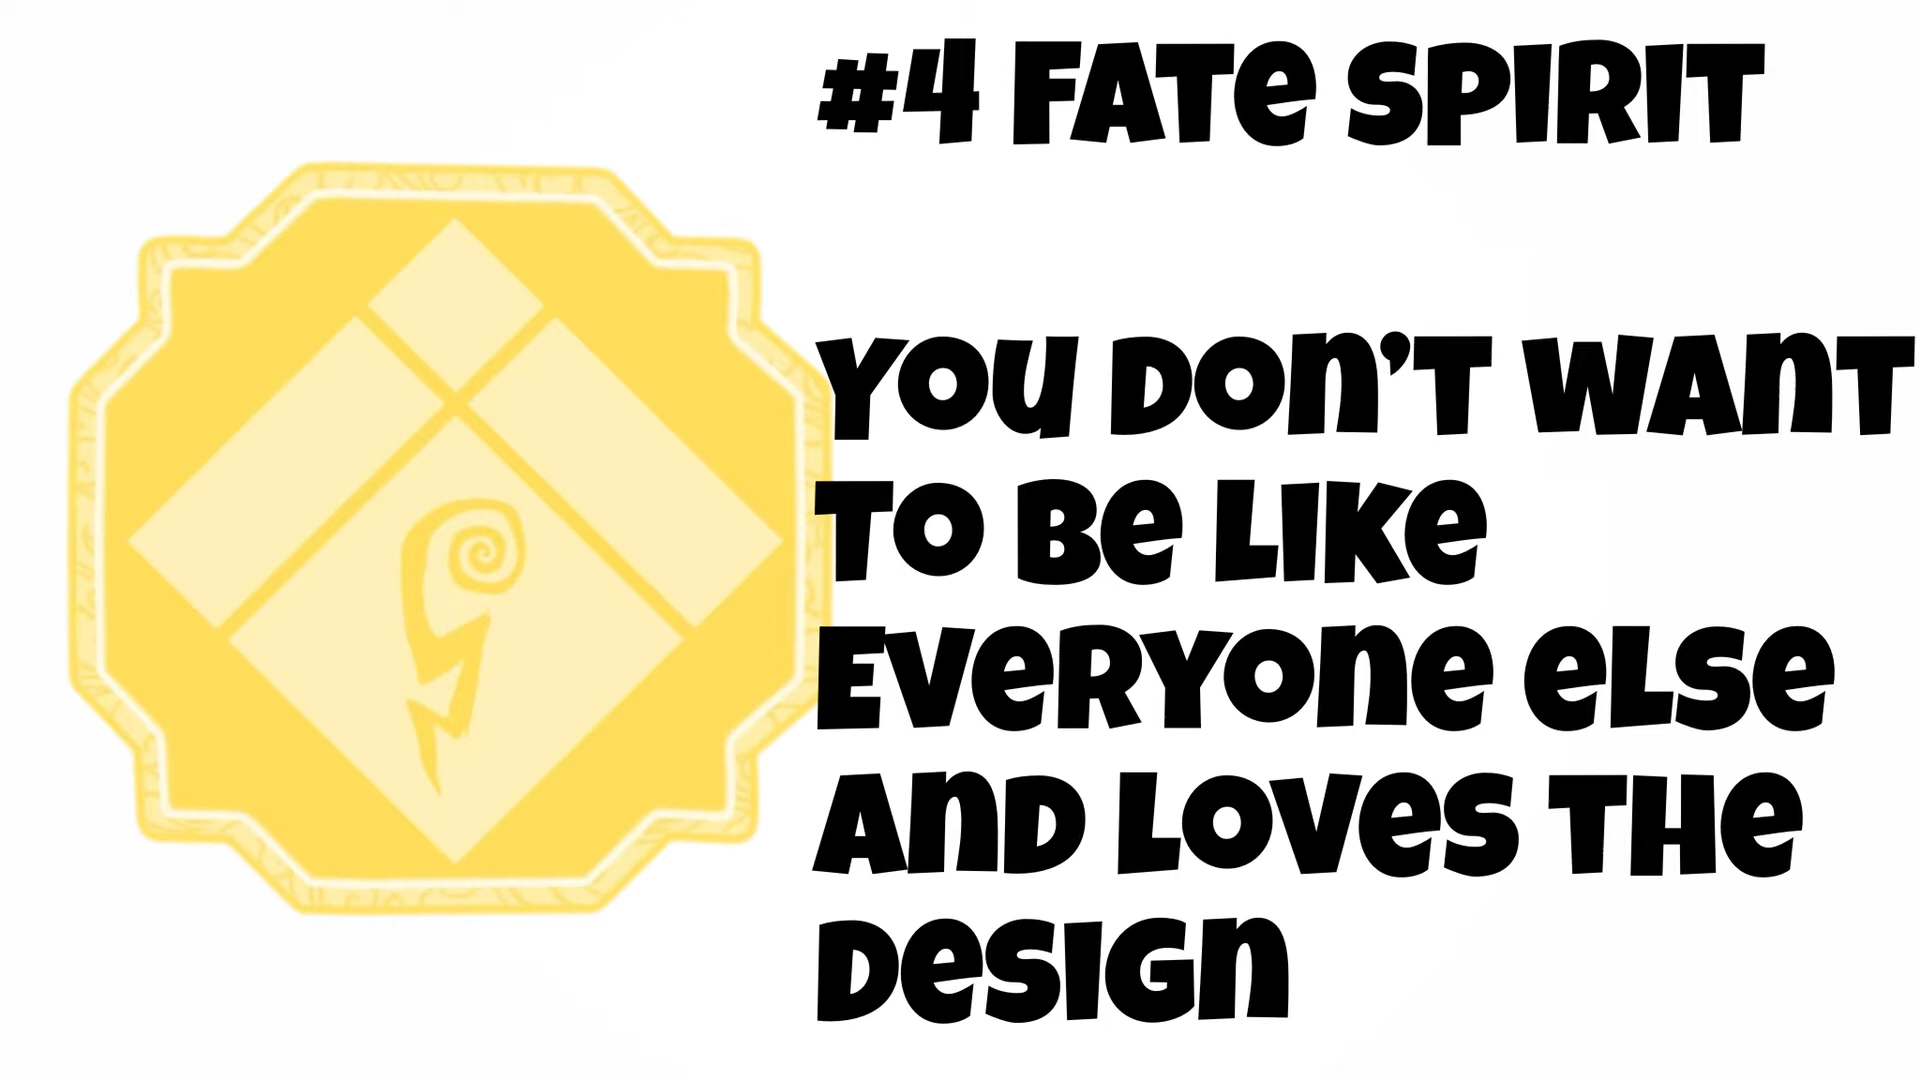 #4 FATE SPIRIT
YOU DON'T WANT
TO BE LIKE
EVERYONE ELSE
AND LOVES THE
DESIGN